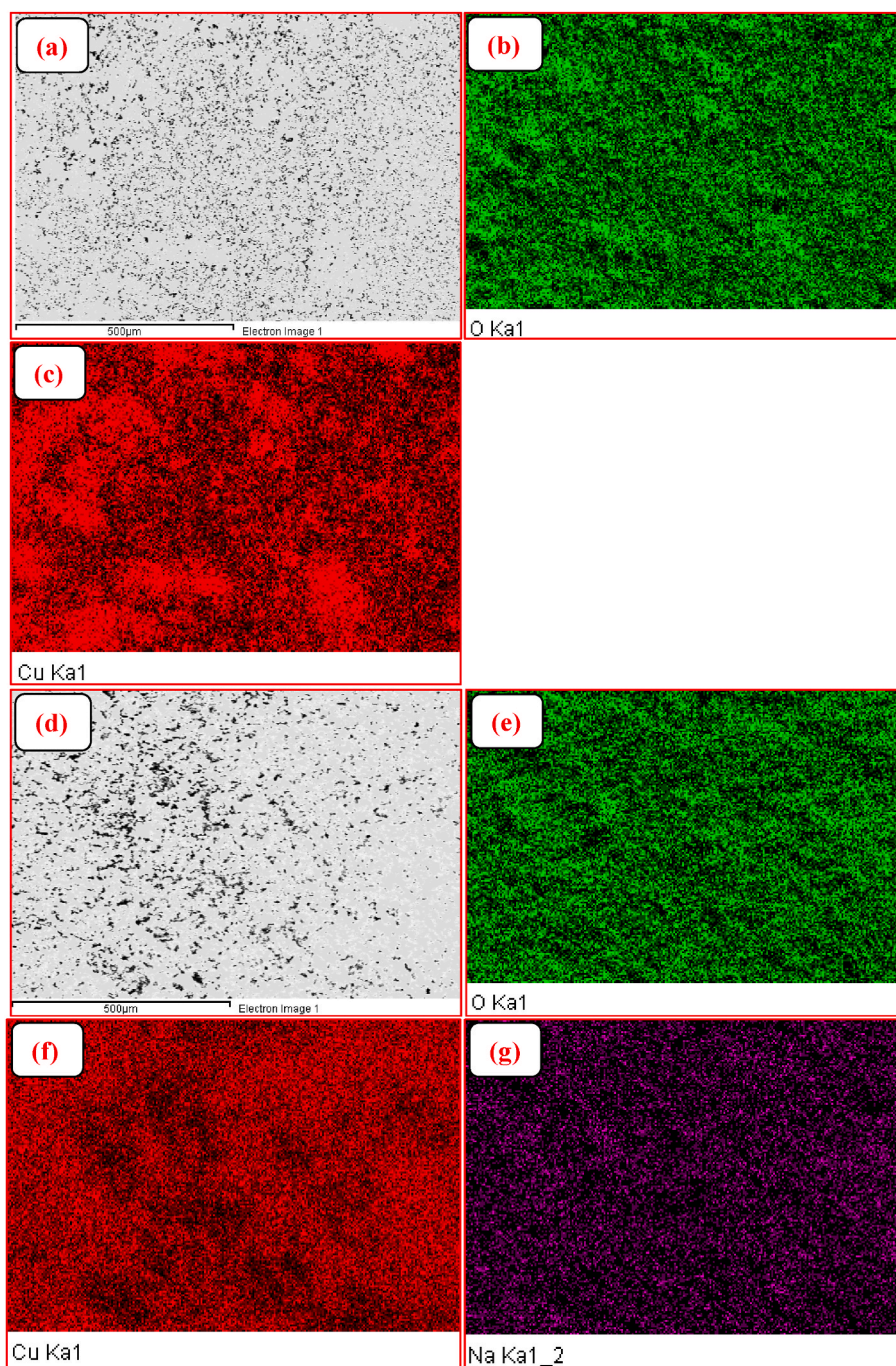 (a)
(b)
500µm
Electron Image 1
O Ka1
(c)
Cu Ka1
(d)
(e)
500µm
Electron Image 1
O Ka1
(f)
(g)
Cu Ka1
Na Ka1_2